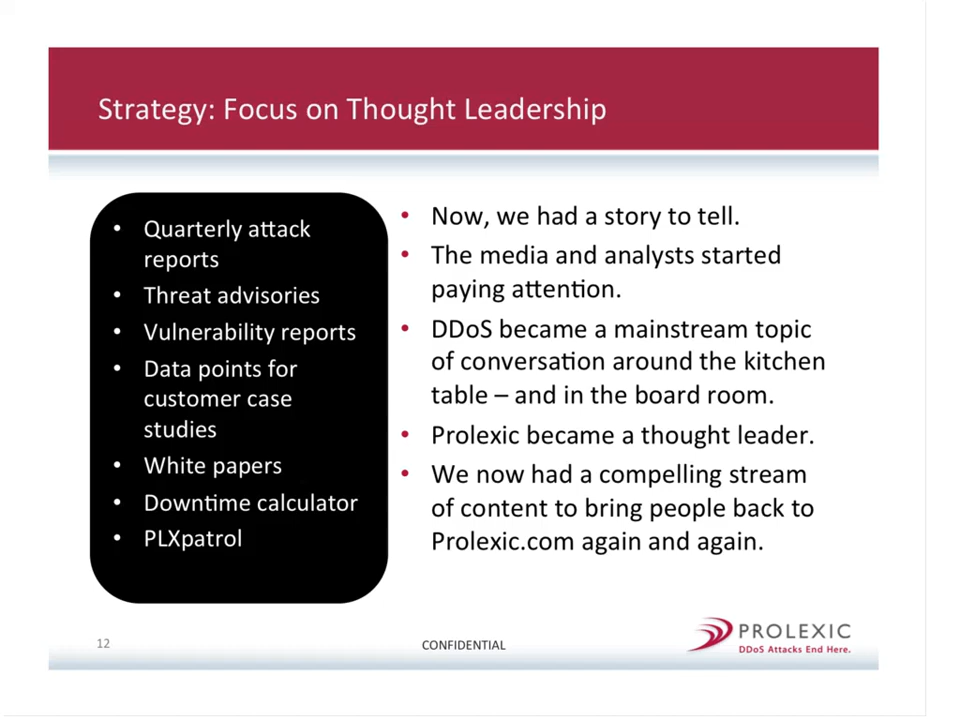 Strategy: Focus on Thought Leadership
• Quarterly attack
reports
• Threat advisories
• Vulnerability reports
• Data points for
customer case
studies
• White papers
• Downtime calculator
• PLXpatrol
• Now, we had a story to tell.
• The media and analysts started
paying attention.
• DDoS became a mainstream topic
of conversation around the kitchen
table – and in the board room.
• Prolexic became a thought leader.
• We now had a compelling stream
of content to bring people back to
Prolexic.com again and again.
12
CONFIDENTIAL
PROLEXIC
DDoS Attacks End Here.